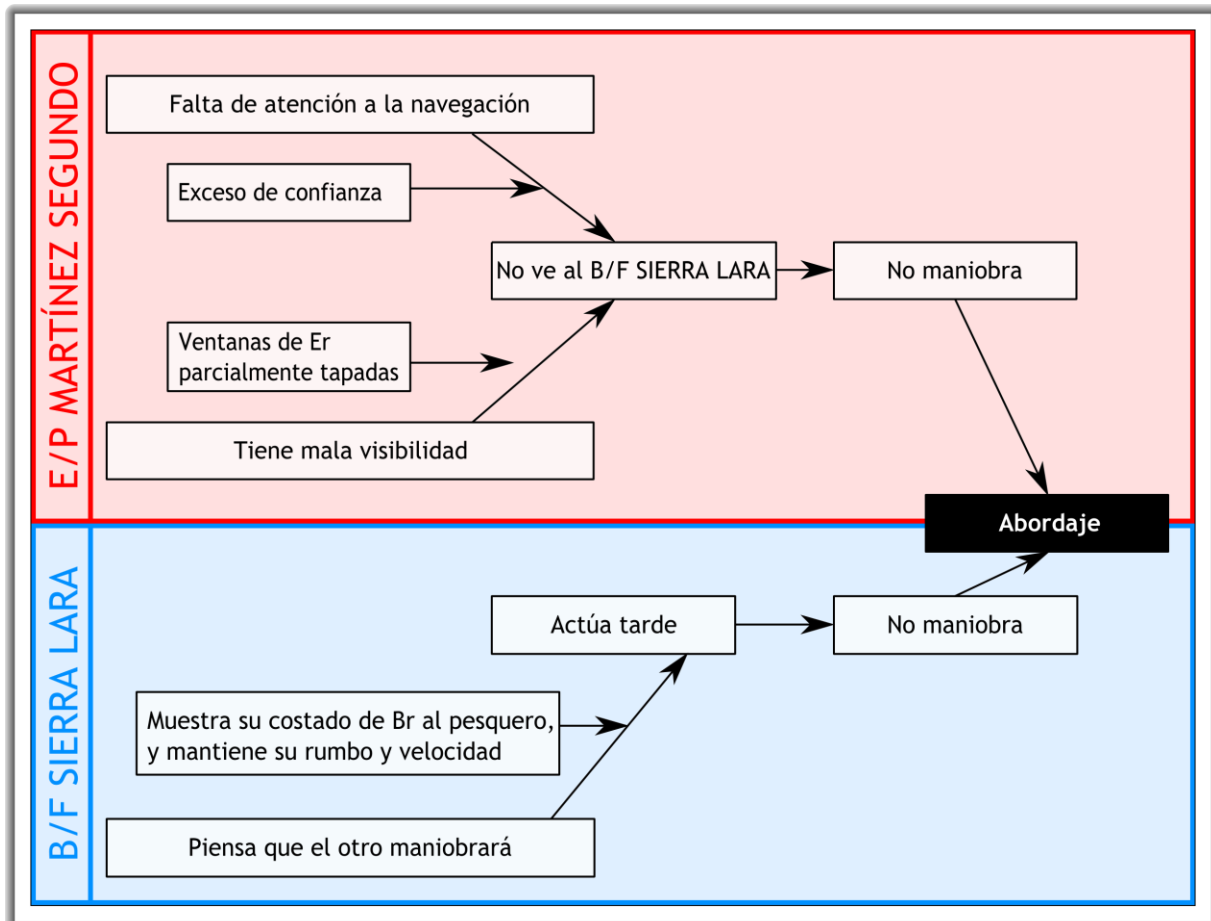 E/P MARTÍNEZ SEGUNDO
Falta de atención a la navegación
Exceso de confianza
No ve al B/F SIERRA LARA
No maniobra
Ventanas de Er
parcialmente tapadas
Tiene mala visibilidad
Abordaje
B/F SIERRA LARA
Actúa tarde
No maniobra
Muestra su costado de Br al pesquero,
y mantiene su rumbo y velocidad
Piensa que el otro maniobrará